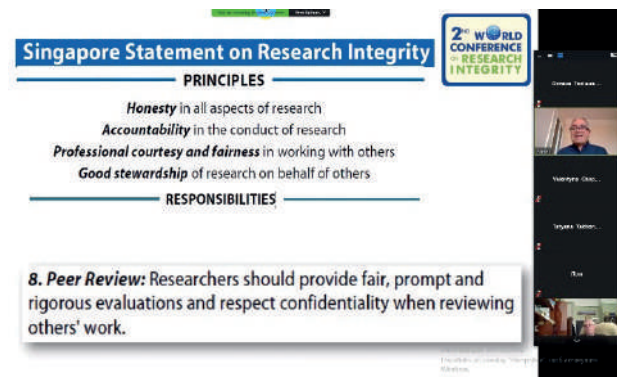 Singapore Statement on Research Integrity
2ND WORLD
CONFERENCE
ON RESEARCH
INTEGRITY
PRINCIPLES
Honesty in all aspects of research
Accountability in the conduct of research
Professional courtesy and fairness in working with others
Good stewardship of research on behalf of others
RESPONSIBILITIES
8. Peer Review: Researchers should provide fair, prompt and
rigorous evaluations and respect confidentiality when reviewing
others' work.